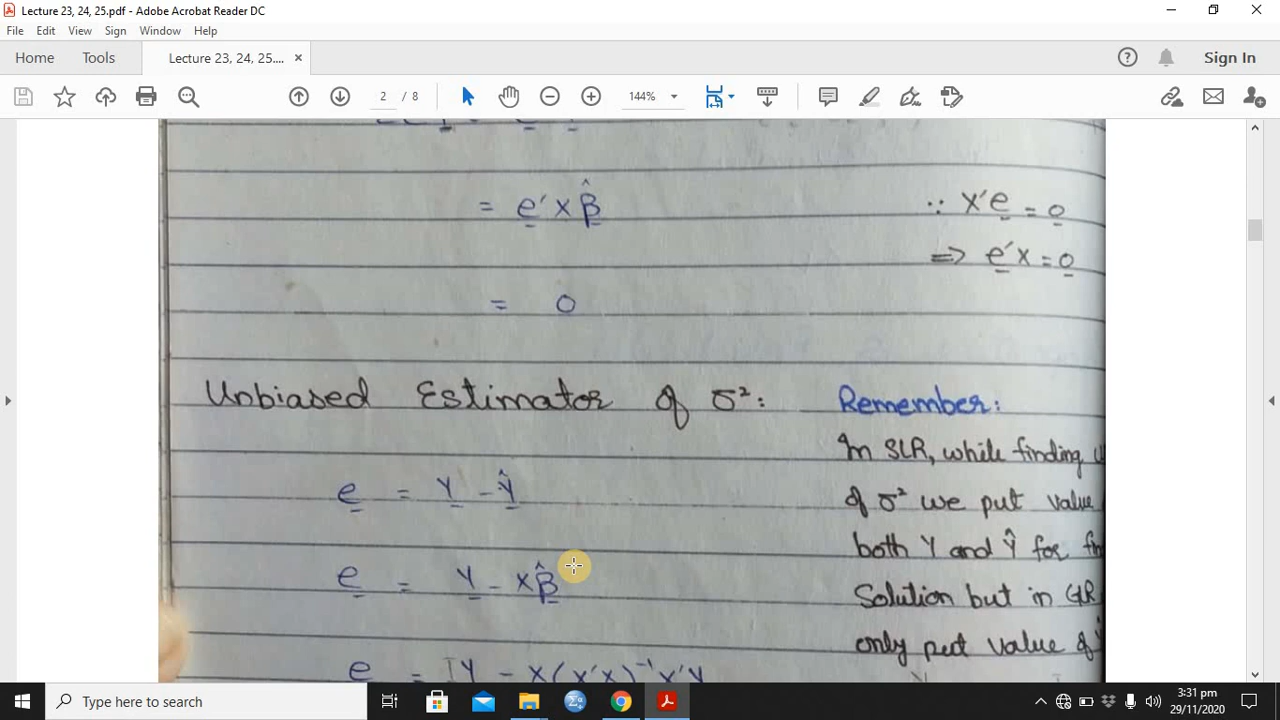 Lecture 23, 24, 25.pdf - Adobe Acrobat Reader DC
File Edit View Sign Window Help
Home Tools Lecture 23, 24, 25.... × Sign In
2 / 8 144%
= e′ X β̂ ∵ X′e = 0
⇒ e′X = 0
= 0
Unbiased Estimator of σ²: Remember:
In SLR, while finding
e = Y - Ŷ of σ² we put value
both Y and Ŷ for
e = Y - Xβ̂ Solution but in GLR
only put value of
e = IY - X(X′X)⁻¹X′Y
Type here to search
3:31 pm
29/11/2020